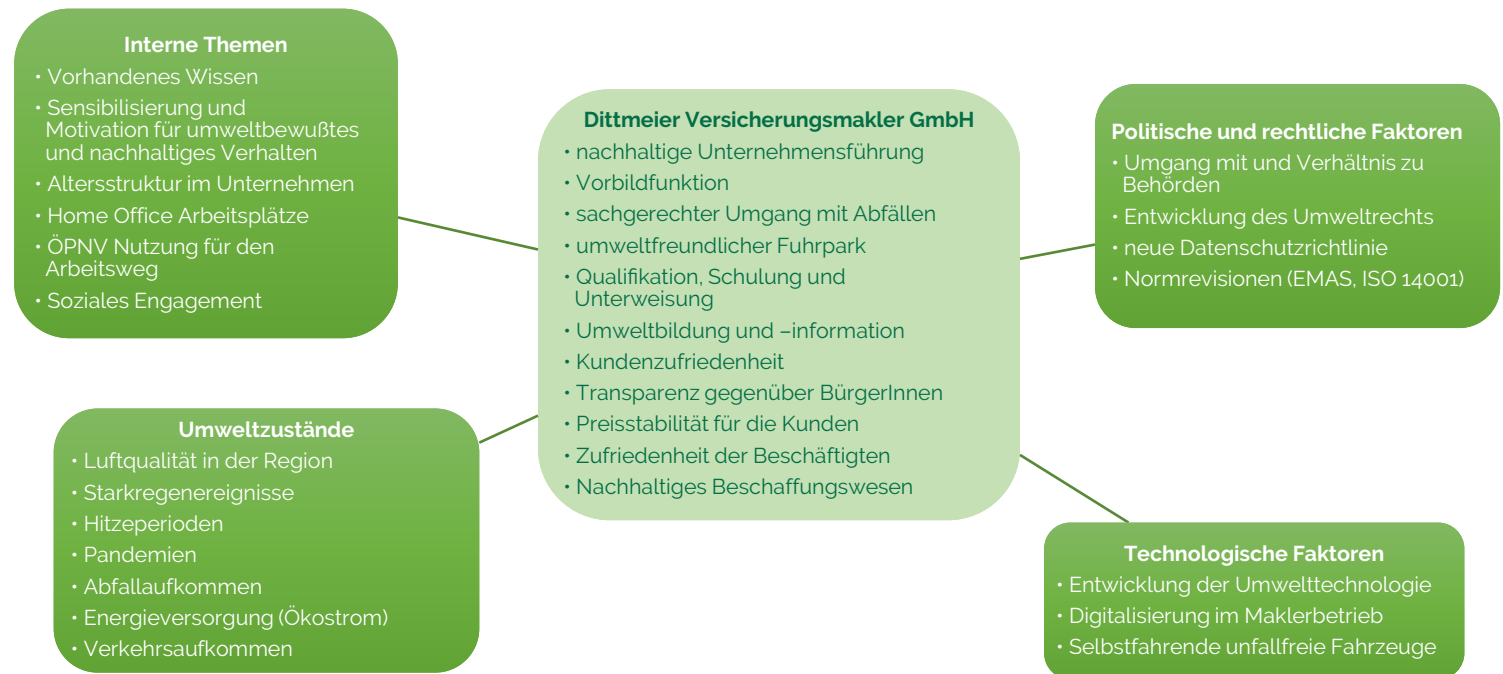 Interne Themen
• Vorhandenes Wissen
• Sensibilisierung und
Motivation für umweltbewußtes
und nachhaltiges Verhalten
• Altersstruktur im Unternehmen
• Home Office Arbeitsplätze
• ÖPNV Nutzung für den
Arbeitsweg
• Soziales Engagement
Dittmeier Versicherungsmakler GmbH
• nachhaltige Unternehmensführung
• Vorbildfunktion
• sachgerechter Umgang mit Abfällen
• umweltfreundlicher Fuhrpark
• Qualifikation, Schulung und
Unterweisung
• Umweltbildung und –information
• Kundenzufriedenheit
• Transparenz gegenüber BürgerInnen
• Preisstabilität für die Kunden
• Zufriedenheit der Beschäftigten
• Nachhaltiges Beschaffungswesen
Politische und rechtliche Faktoren
• Umgang mit und Verhältnis zu
Behörden
• Entwicklung des Umweltrechts
• neue Datenschutzrichtlinie
• Normrevisionen (EMAS, ISO 14001)
Umweltzustände
• Luftqualität in der Region
• Starkregenereignisse
• Hitzeperioden
• Pandemien
• Abfallaufkommen
• Energieversorgung (Ökostrom)
• Verkehrsaufkommen
Technologische Faktoren
• Entwicklung der Umwelttechnologie
• Digitalisierung im Maklerbetrieb
• Selbstfahrende unfallfreie Fahrzeuge